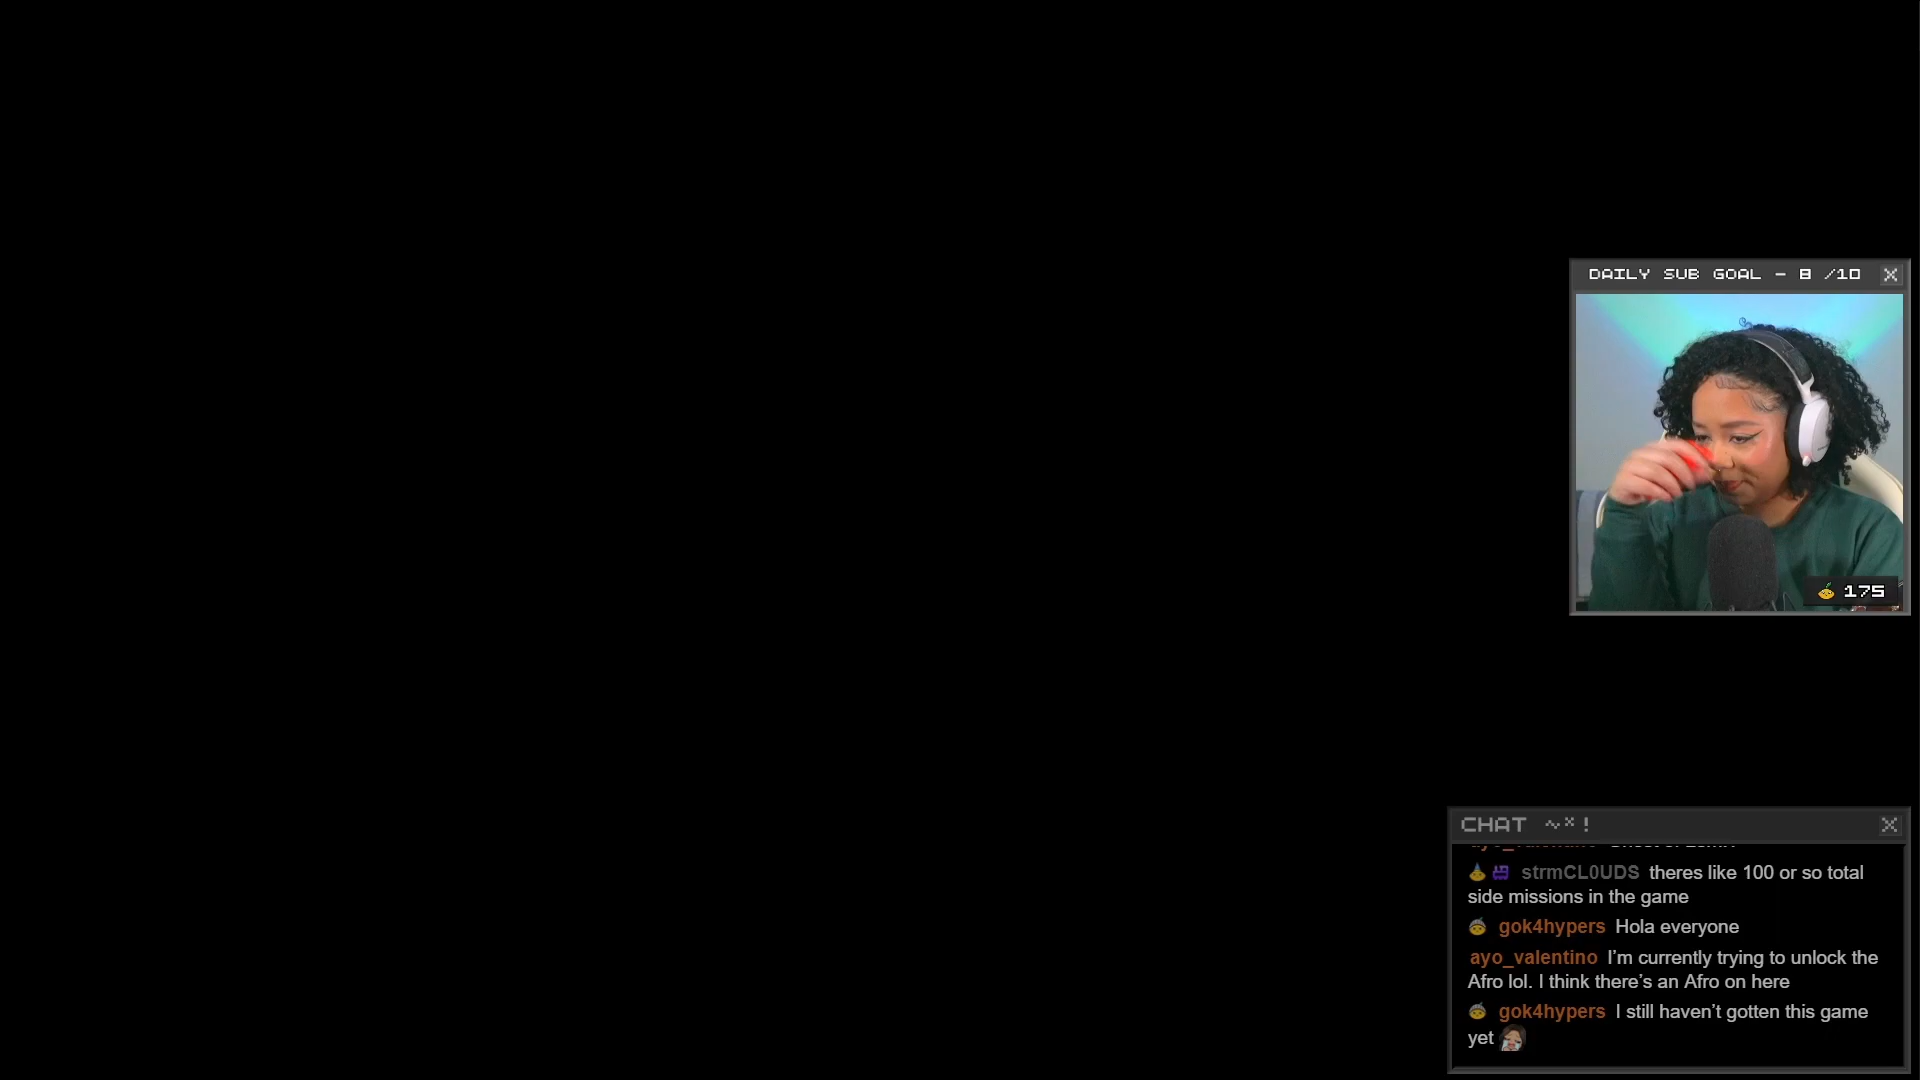 DAILY SUB GOAL - 8 /10
175
CHAT ~*!
strmCL0UDS theres like 100 or so total
side missions in the game
gok4hypers Hola everyone
ayo_valentino I’m currently trying to unlock the
Afro lol. I think there’s an Afro on here
gok4hypers I still haven’t gotten this game
yet